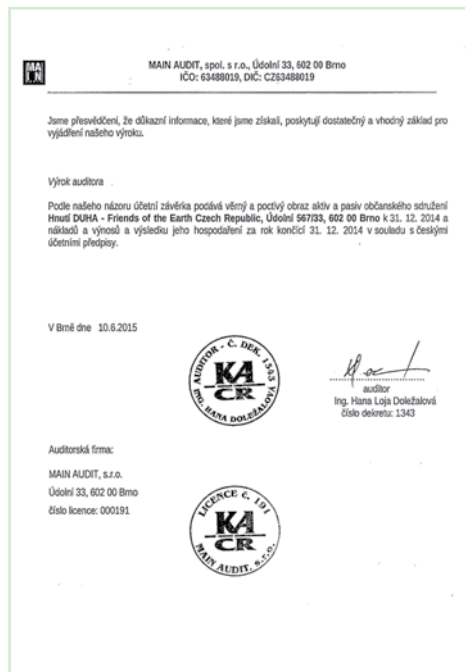 MA
I.N
MAIN AUDIT, spol. s r.o., Údolní 33, 602 00 Brno
IČO: 63488019, DIČ: CZ63488019
Jsme přesvědčeni, že důkazní informace, které jsme získali, poskytují dostatečný a vhodný základ pro
vyjádření našeho výroku.
Výrok auditora
Podle našeho názoru účetní závěrka podává věrný a poctivý obraz aktiv a pasiv občanského sdružení
Hnutí DUHA - Friends of the Earth Czech Republic, Údolní 567/33, 602 00 Brno k 31. 12. 2014 a
nákladů a výnosů a výsledku jeho hospodaření za rok končící 31. 12. 2014 v souladu s českými
účetními předpisy.
V Brně dne 10.6.2015
AUDITOR - Č. DEK. 1343
KA
ČR
ING. HANA DOLEŽALOVÁ
auditor
Ing. Hana Loja Doležalová
číslo dekretu: 1343
Auditorská firma:
MAIN AUDIT, s.r.o.
Údolní 33, 602 00 Brno
číslo licence: 000191
LICENCE č. 191
KA
ČR
MAIN AUDIT, s.r.o.